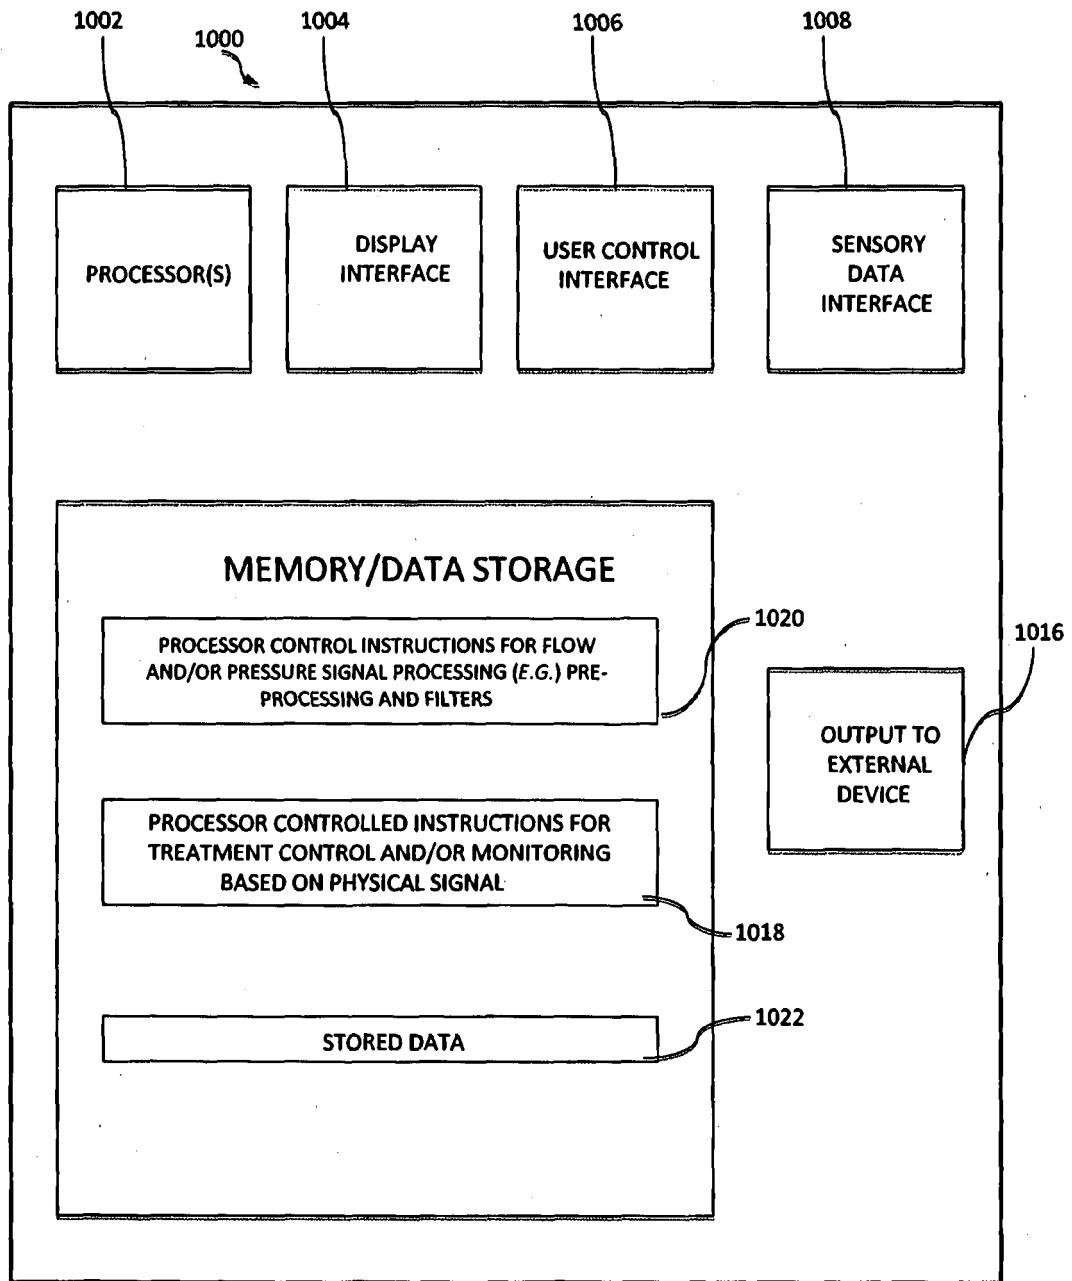 1002
1000
1004
1006
1008
PROCESSOR(S)
DISPLAY
INTERFACE
USER CONTROL
INTERFACE
SENSORY
DATA
INTERFACE
MEMORY/DATA STORAGE
PROCESSOR CONTROL INSTRUCTIONS FOR FLOW
AND/OR PRESSURE SIGNAL PROCESSING (E.G.) PRE-
PROCESSING AND FILTERS
1020
1016
OUTPUT TO
EXTERNAL
DEVICE
PROCESSOR CONTROLLED INSTRUCTIONS FOR
TREATMENT CONTROL AND/OR MONITORING
BASED ON PHYSICAL SIGNAL
1018
STORED DATA
1022